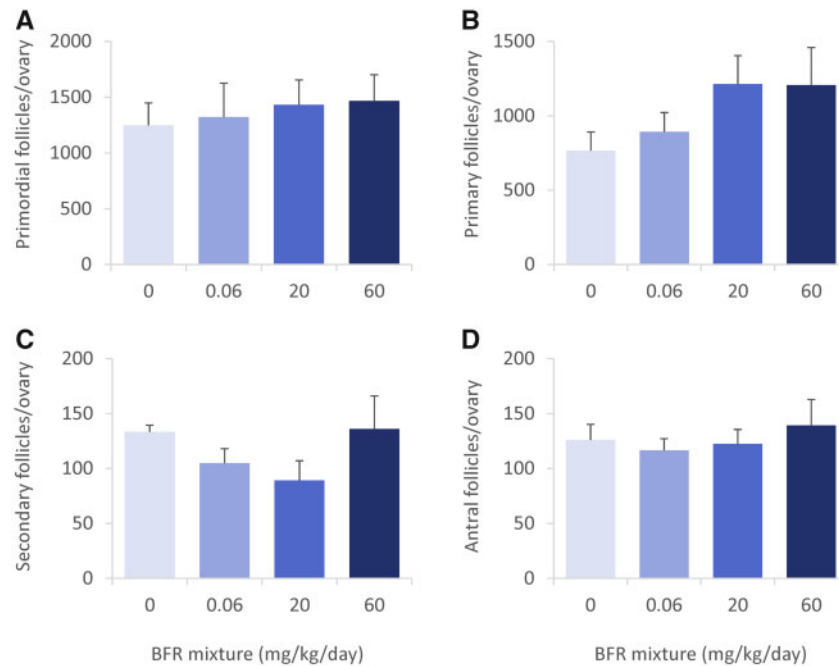 A
Primordial follicles/ovary
2000
1500
1000
500
0
0 0.06 20 60
B
Primary follicles/ovary
1500
1000
500
0
0 0.06 20 60
C
Secondary follicles/ovary
200
150
100
50
0
0 0.06 20 60
BFR mixture (mg/kg/day)
D
Antral follicles/ovary
200
150
100
50
0
0 0.06 20 60
BFR mixture (mg/kg/day)